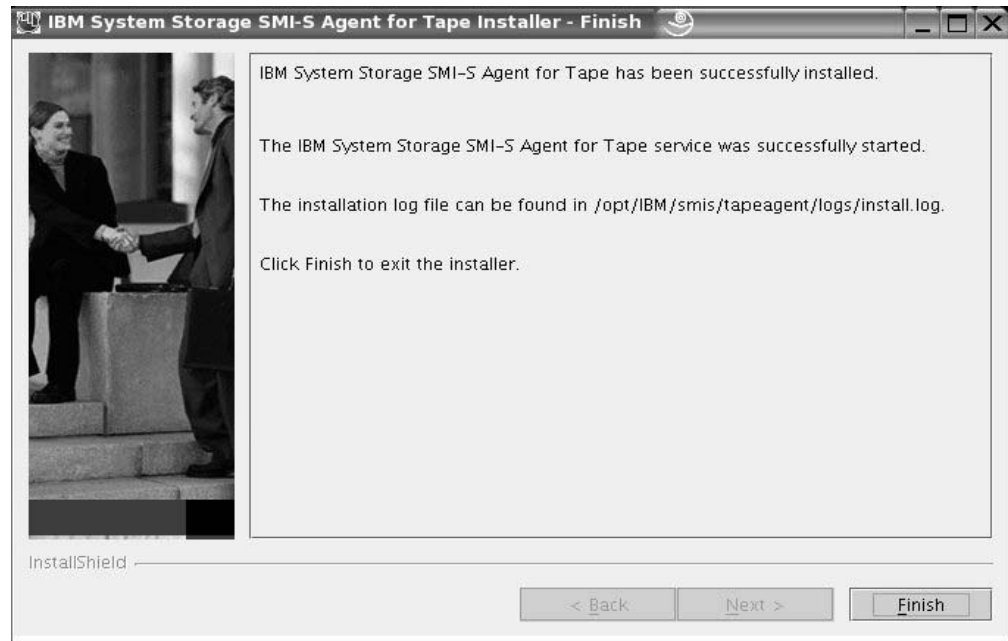 IBM System Storage SMI-S Agent for Tape Installer - Finish
IBM System Storage SMI-S Agent for Tape has been successfully installed.
The IBM System Storage SMI-S Agent for Tape service was successfully started.
The installation log file can be found in /opt/IBM/smis/tapeagent/logs/install.log.
Click Finish to exit the installer.
InstallShield
< Back
Next >
Finish